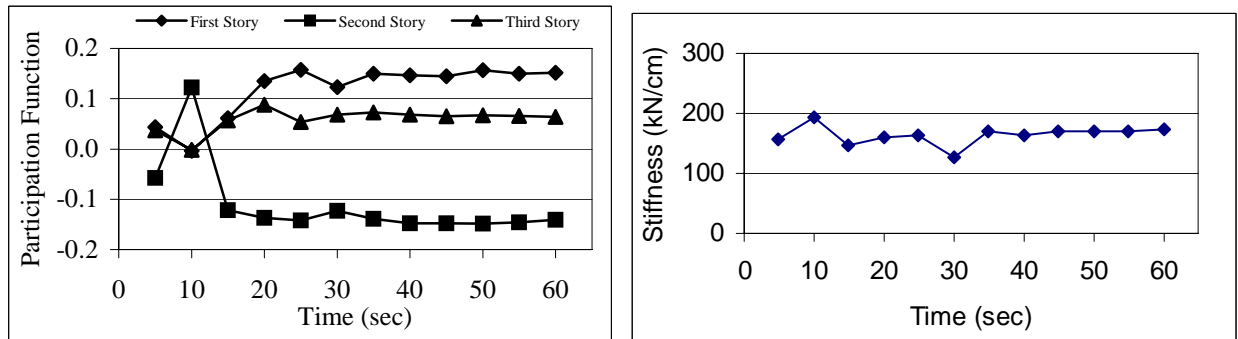 First Story Second Story Third Story
Participation Function
0.2
0.1
0.0
-0.1
-0.2
0 10 20 30 40 50 60
Time (sec)
Stiffness (kN/cm)
300
200
100
0
0 10 20 30 40 50 60
Time (sec)